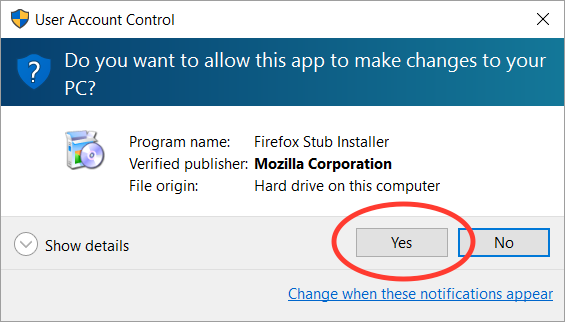 User Account Control
Do you want to allow this app to make changes to your
PC?
Program name: Firefox Stub Installer
Verified publisher: Mozilla Corporation
File origin: Hard drive on this computer
Show details Yes No
Change when these notifications appear